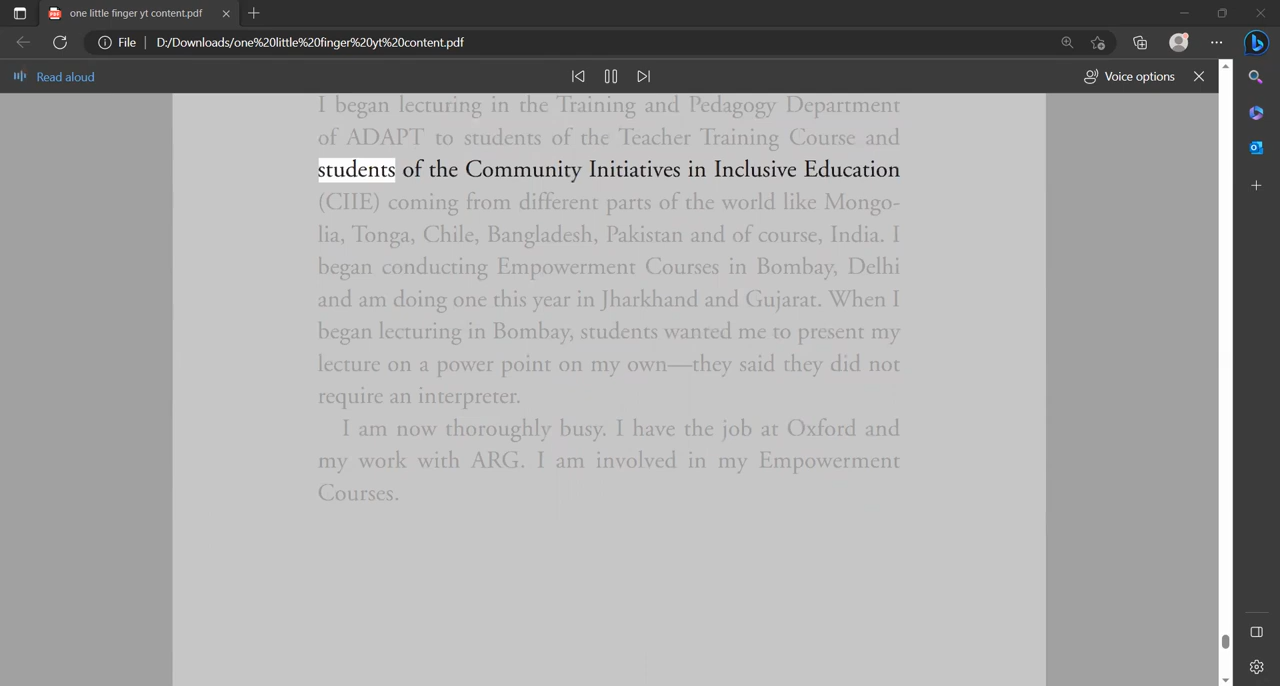 one little finger yt content.pdf
File
D:/Downloads/one%20little%20finger%20yt%20content.pdf
Read aloud
Voice options
I began lecturing in the Training and Pedagogy Department
of ADAPT to students of the Teacher Training Course and
students of the Community Initiatives in Inclusive Education
(CIIE) coming from different parts of the world like Mongo-
lia, Tonga, Chile, Bangladesh, Pakistan and of course, India. I
began conducting Empowerment Courses in Bombay, Delhi
and am doing one this year in Jharkhand and Gujarat. When I
began lecturing in Bombay, students wanted me to present my
lecture on a power point on my own—they said they did not
require an interpreter.
I am now thoroughly busy. I have the job at Oxford and
my work with ARG. I am involved in my Empowerment
Courses.